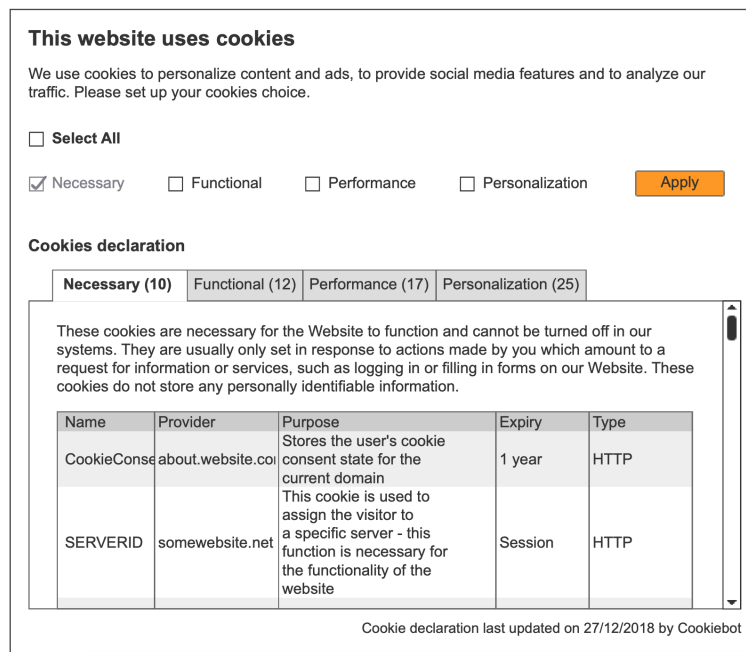 This website uses cookies
We use cookies to personalize content and ads, to provide social media features and to analyze our
traffic. Please set up your cookies choice.
Select All
Necessary Functional Performance Personalization Apply
Cookies declaration
Necessary (10) Functional (12) Performance (17) Personalization (25)
These cookies are necessary for the Website to function and cannot be turned off in our
systems. They are usually only set in response to actions made by you which amount to a
request for information or services, such as logging in or filling in forms on our Website. These
cookies do not store any personally identifiable information.
Name Provider Purpose Expiry Type
Stores the user's cookie
CookieConse about.website.co consent state for the 1 year HTTP
current domain
This cookie is used to
assign the visitor to
a specific server - this
SERVERID somewebsite.net function is necessary for Session HTTP
the functionality of the
website
Cookie declaration last updated on 27/12/2018 by Cookiebot